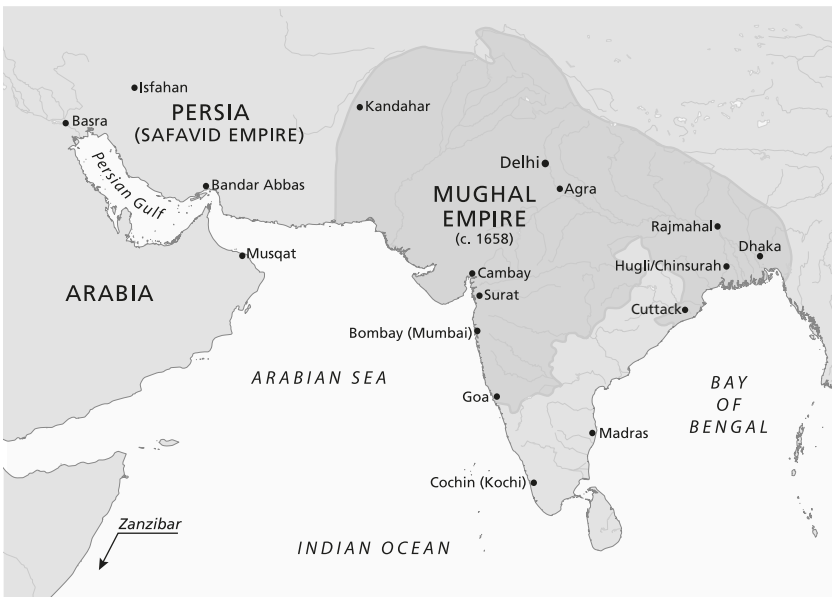 Isfahan
PERSIA
(SAFAVID EMPIRE)
Basra
Persian Gulf
Bandar Abbas
Musqat
ARABIA
Kandahar
Delhi
Agra
MUGHAL
EMPIRE
(c. 1658)
Rajmahal
Dhaka
Hugli/Chinsurah
Cambay
Surat
Cuttack
Bombay (Mumbai)
ARABIAN SEA
Goa
BAY
OF
BENGAL
Madras
Cochin (Kochi)
Zanzibar
INDIAN OCEAN